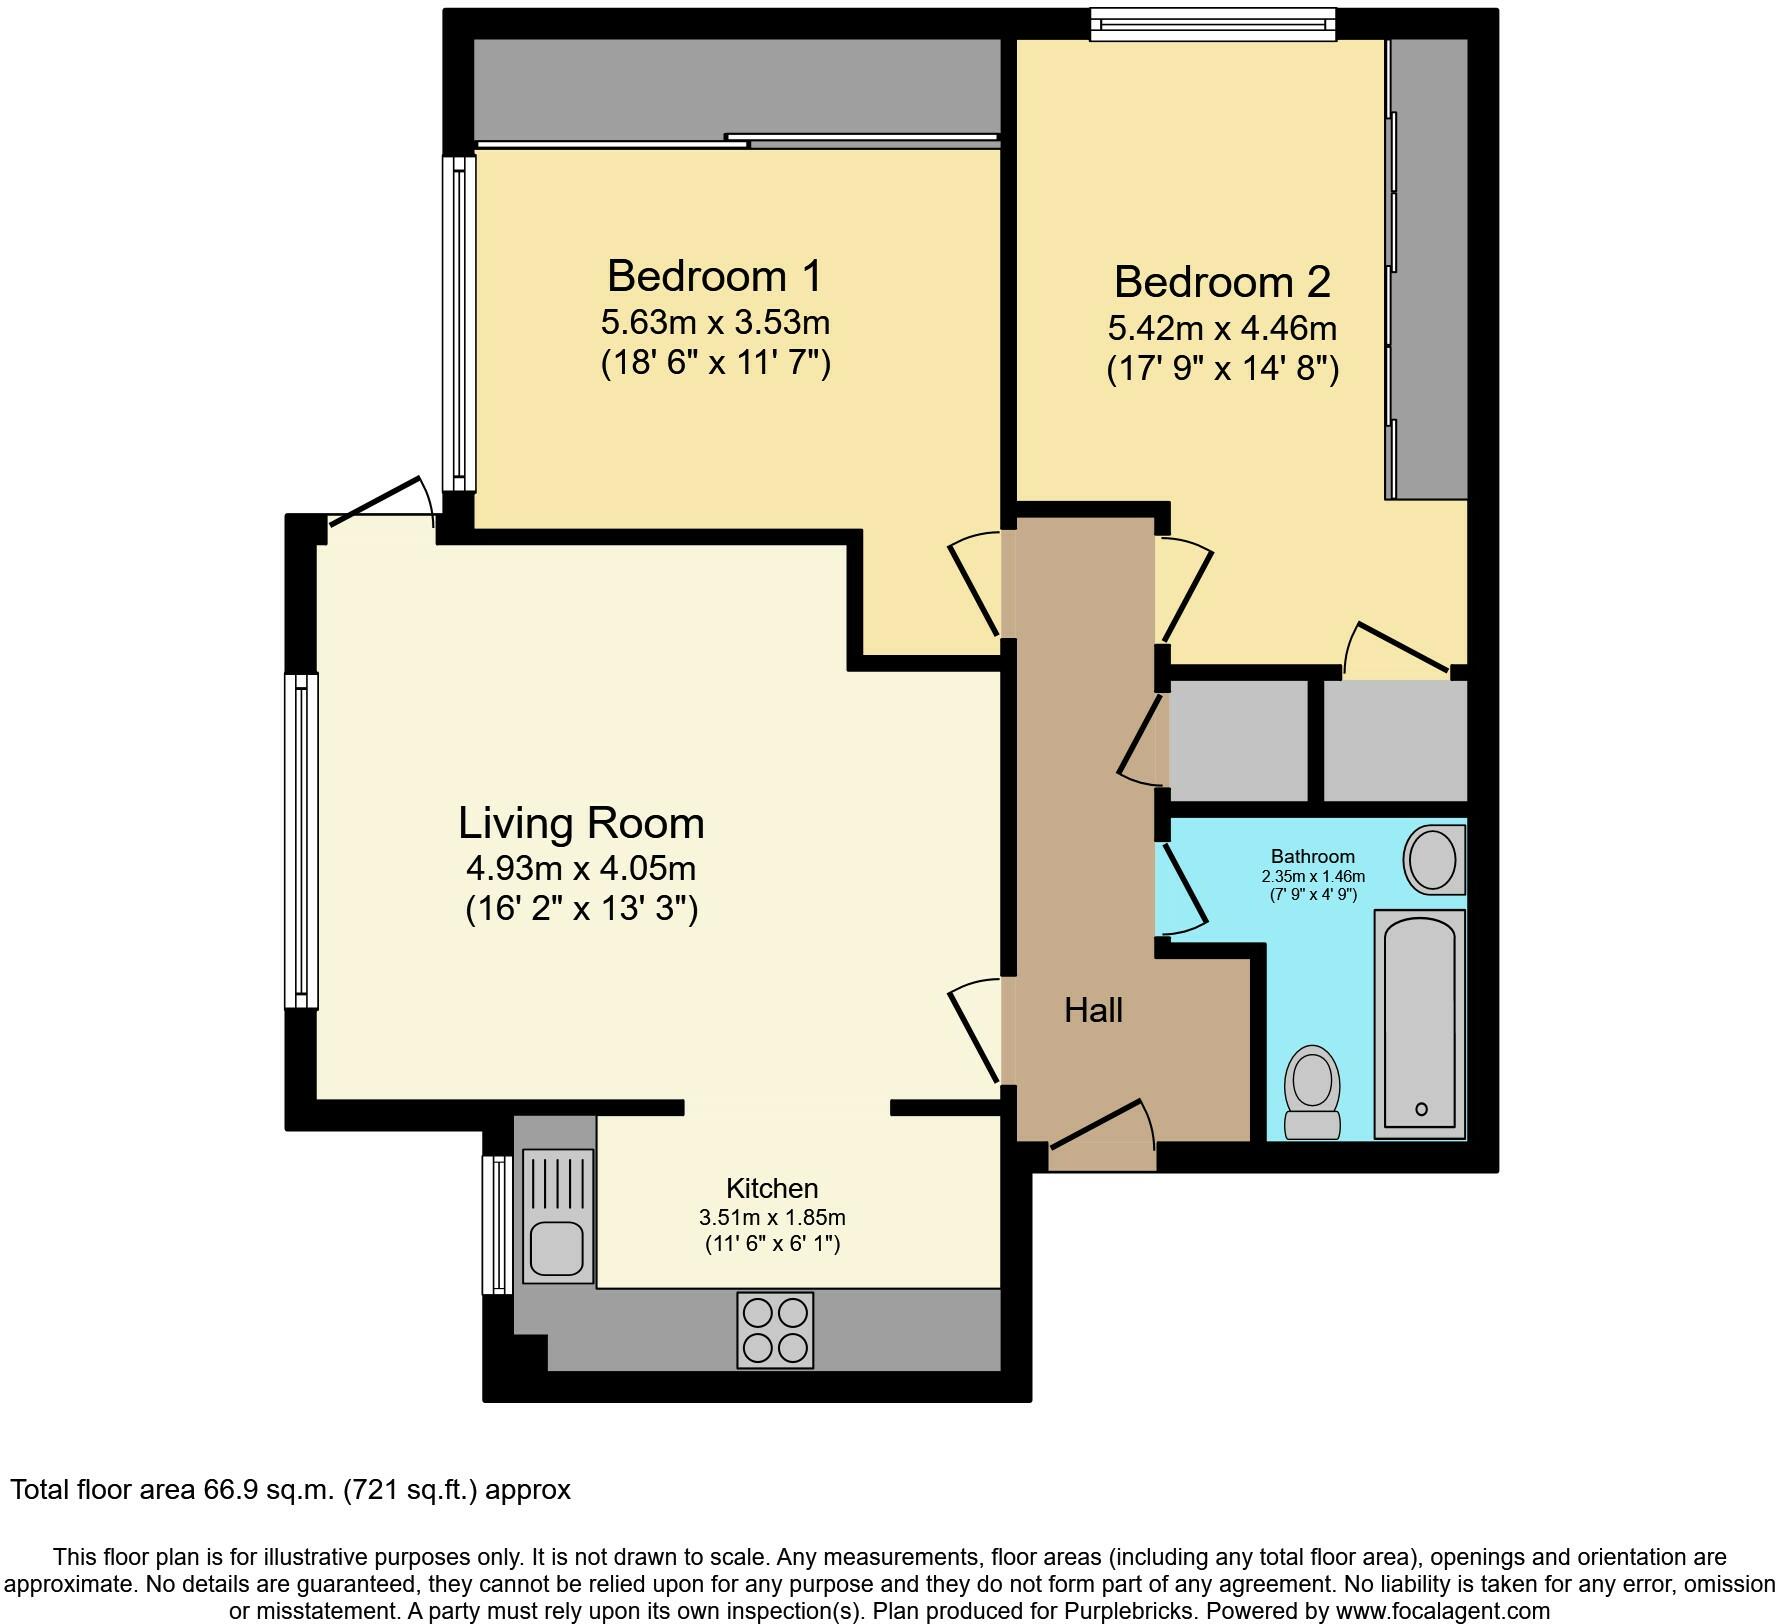 Bedroom 1
5.63m x 3.53m
(18' 6" x 11' 7")
Bedroom 2
5.42m x 4.46m
(17' 9" x 14' 8")
Living Room
4.93m x 4.05m
(16' 2" x 13' 3")
Bathroom
2.35m x 1.46m
(7' 9" x 4' 9")
Hall
Kitchen
3.51m x 1.85m
(11' 6" x 6' 1")
Total floor area 66.9 sq.m. (721 sq.ft.) approx
This floor plan is for illustrative purposes only. It is not drawn to scale. Any measurements, floor areas (including any total floor area), openings and orientation are
approximate. No details are guaranteed, they cannot be relied upon for any purpose and they do not form part of any agreement. No liability is taken for any error, omission
or misstatement. A party must rely upon its own inspection(s). Plan produced for Purplebricks. Powered by www.focalagent.com